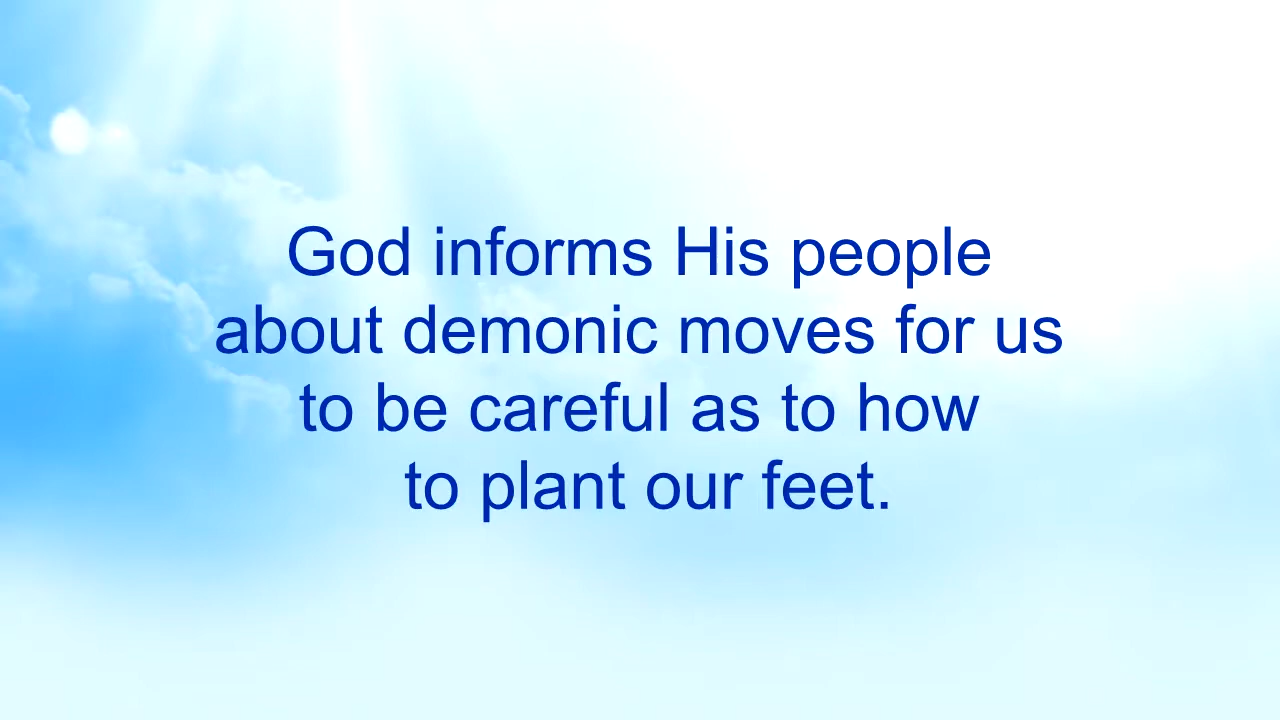 God informs His people
about demonic moves for us
to be careful as to how
to plant our feet.